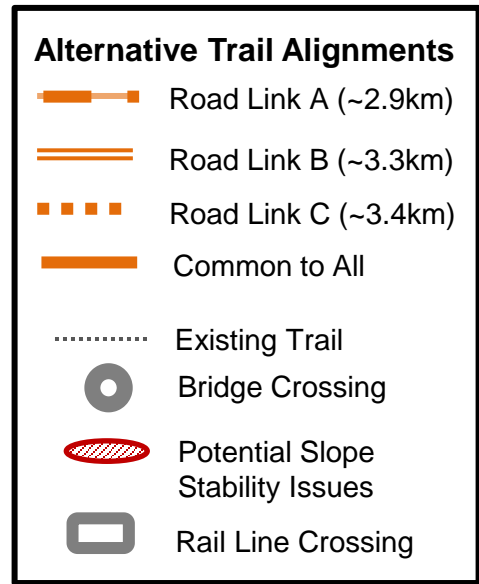 Alternative Trail Alignments
Road Link A (~2.9km)
Road Link B (~3.3km)
Road Link C (~3.4km)
Common to All
Existing Trail
Bridge Crossing
Potential Slope
Stability Issues
Rail Line Crossing